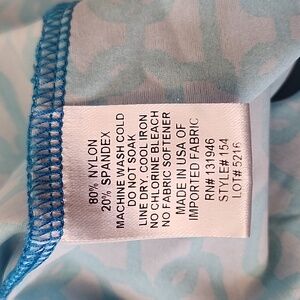 80% NYLON
20% SPANDEX
MACHINE WASH COLD
DO NOT SOAK
LINE DRY. COOL IRON
NO CHLORINE BLEACH
NO FABRIC SOFTENER
MADE IN USA OF
IMPORTED FABRIC
RN# 131946
STYLE# 154
LOT# 5216